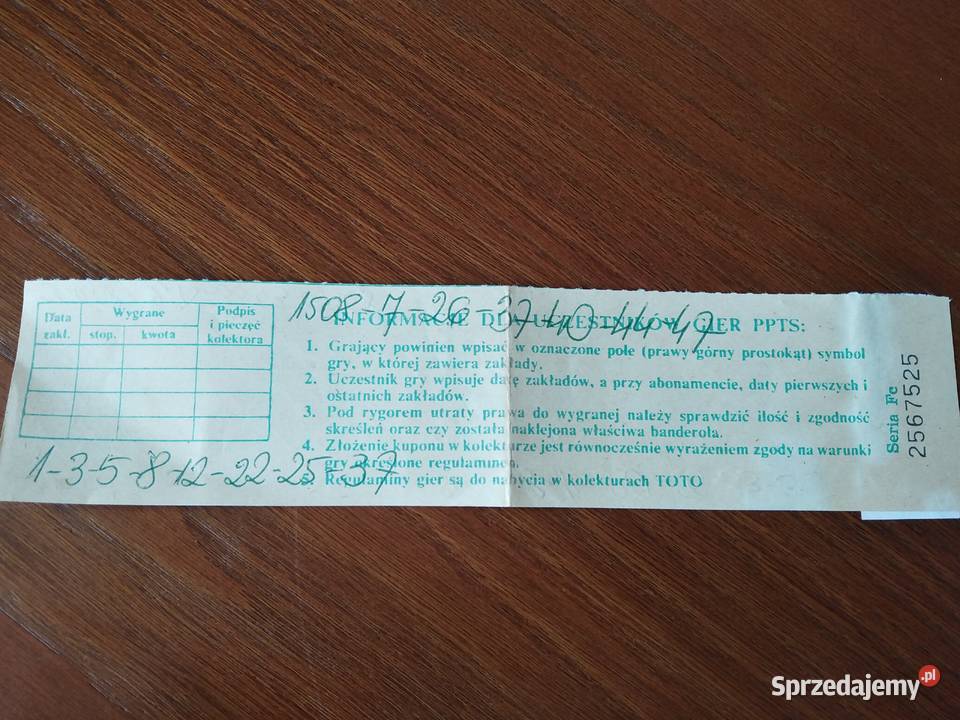 1508-7-26-37-40-44-47
Data zakł.
Wygrane
stop.
kwota
Podpis i pieczęć kolektora
INFORMACJE DLA UCZESTNIKÓW GIER PPTS:
1. Grający powinien wpisać w oznaczone pole (prawy górny prostokąt) symbol
gry, w której zawiera zakłady.
2. Uczestnik gry wpisuje datę zakładów, a przy abonamencie, daty pierwszych i
ostatnich zakładów.
3. Pod rygorem utraty prawa do wygranej należy sprawdzić ilość i zgodność
skreśleń oraz czy została naklejona właściwa banderola.
4. Złożenie kuponu w kolekturze jest równocześnie wyrażeniem zgody na warunki
gry określone regulaminem.
5. Regulaminy gier są do nabycia w kolekturach TOTO
1-3-5-8-12-22-25-37
Seria Fc
2567525
Sprzedajemy.pl